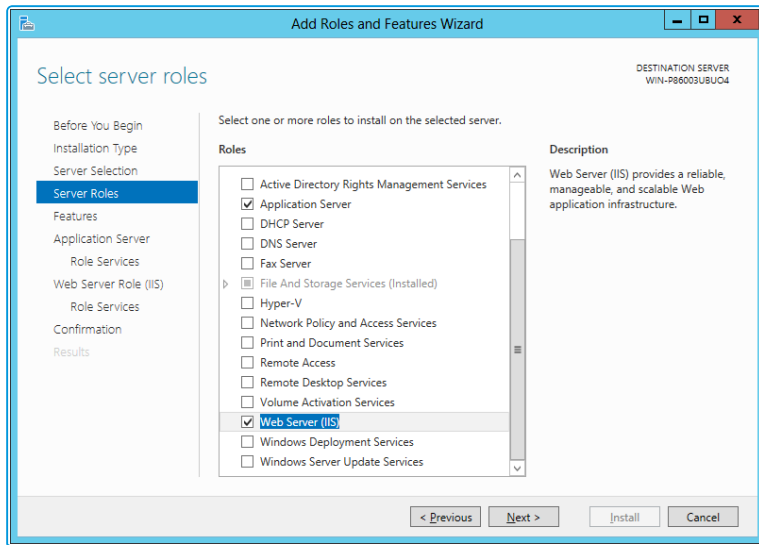 Add Roles and Features Wizard
Select server roles
DESTINATION SERVER
WIN-P86003UBUO4
Before You Begin
Installation Type
Server Selection
Server Roles
Features
Application Server
Role Services
Web Server Role (IIS)
Role Services
Confirmation
Results
Select one or more roles to install on the selected server.
Roles
Active Directory Rights Management Services
Application Server
DHCP Server
DNS Server
Fax Server
File And Storage Services (Installed)
Hyper-V
Network Policy and Access Services
Print and Document Services
Remote Access
Remote Desktop Services
Volume Activation Services
Web Server (IIS)
Windows Deployment Services
Windows Server Update Services
Description
Web Server (IIS) provides a reliable,
manageable, and scalable Web
application infrastructure.
< Previous
Next >
Install
Cancel